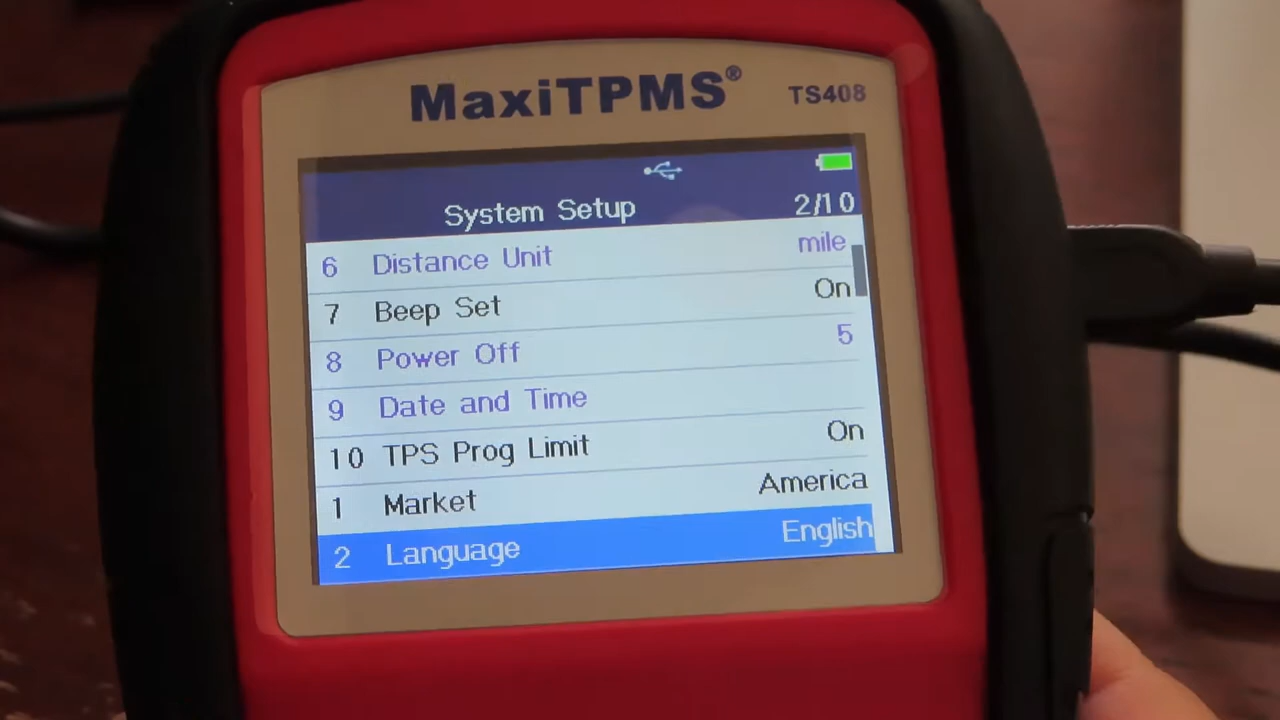 MaxiTPMS® TS408
System Setup 2/10
6 Distance Unit mile
7 Beep Set On
8 Power Off 5
9 Date and Time
10 TPS Prog Limit On
1 Market America
2 Language English